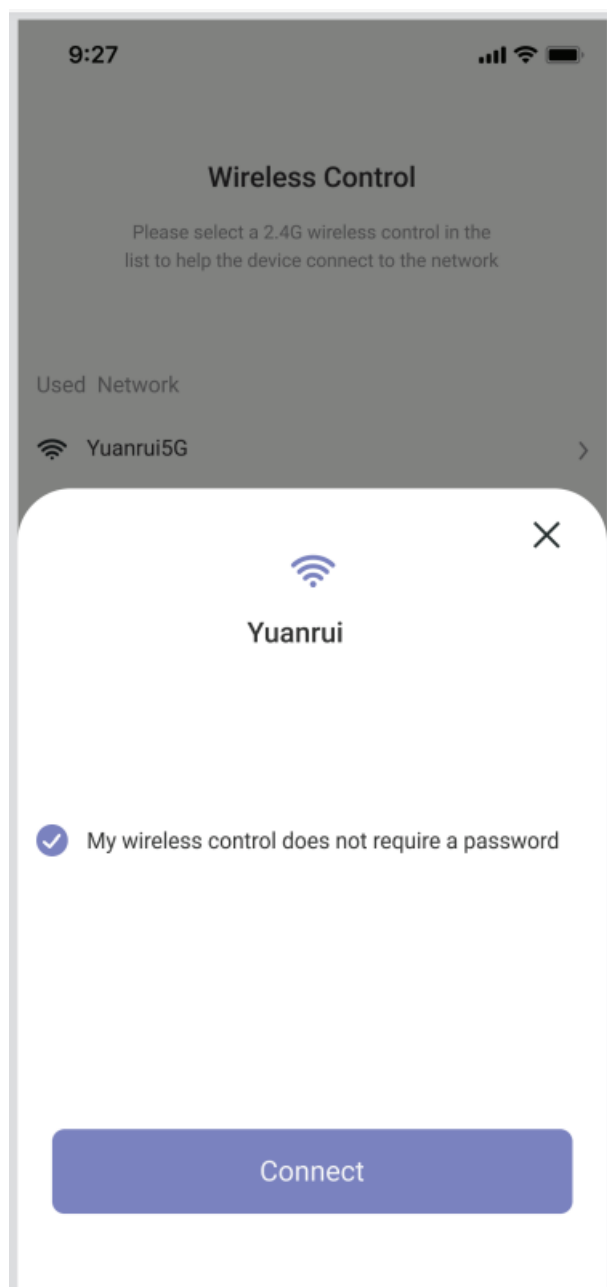 9:27
Wireless Control
Please select a 2.4G wireless control in the
list to help the device connect to the network
Used Network
Yuanrui5G
Yuanrui
My wireless control does not require a password
Connect